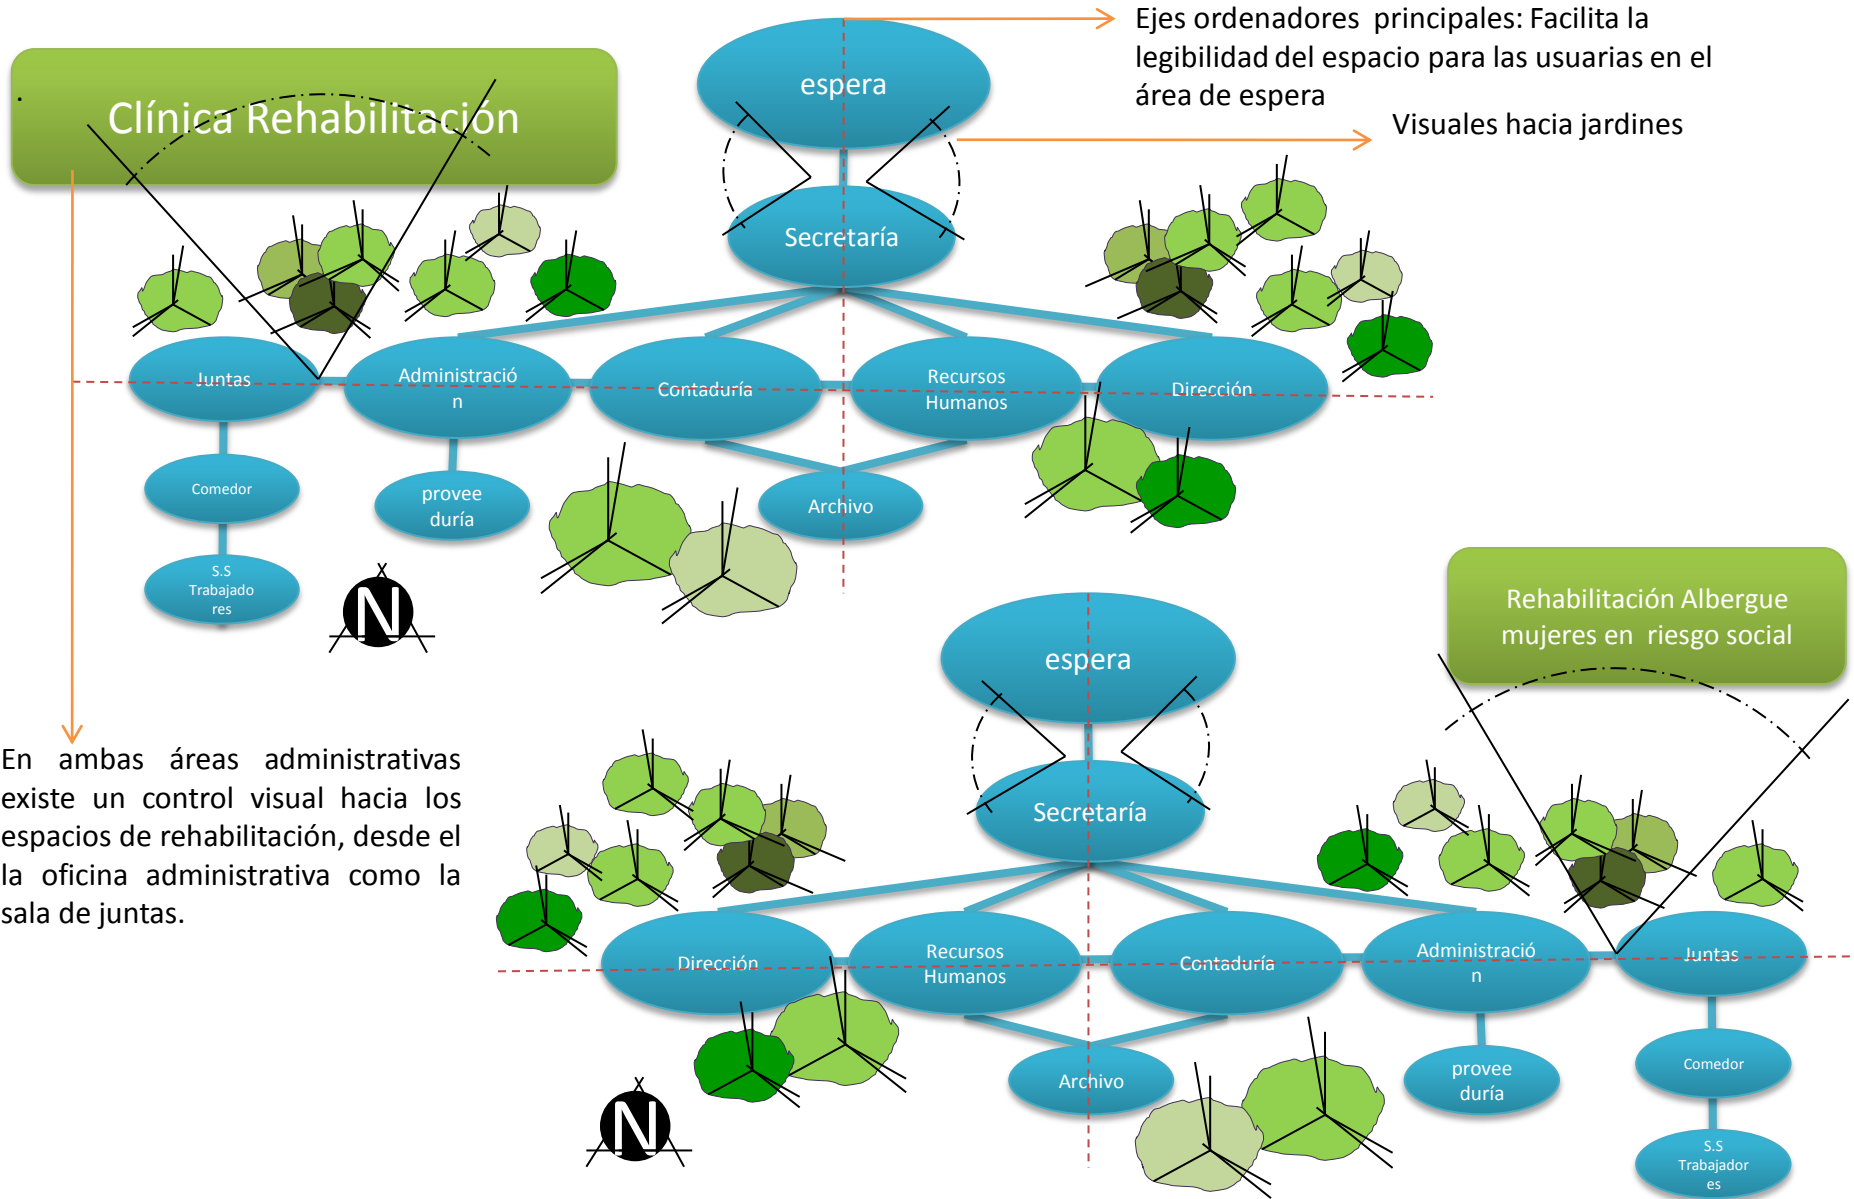 Ejes ordenadores principales: Facilita la
legibilidad del espacio para las usuarias en el
área de espera
Visuales hacia jardines
.
Clínica Rehabilitación
espera
Secretaría
Juntas
Administració
n
Contaduría
Recursos
Humanos
Dirección
Comedor
provee
duría
Archivo
S.S
Trabajado
res
N
Rehabilitación Albergue
mujeres en riesgo social
espera
Secretaría
En ambas áreas administrativas
existe un control visual hacia los
espacios de rehabilitación, desde el
la oficina administrativa como la
sala de juntas.
Dirección
Recursos
Humanos
Contaduría
Administració
n
Juntas
Archivo
provee
duría
Comedor
N
S.S
Trabajador
es